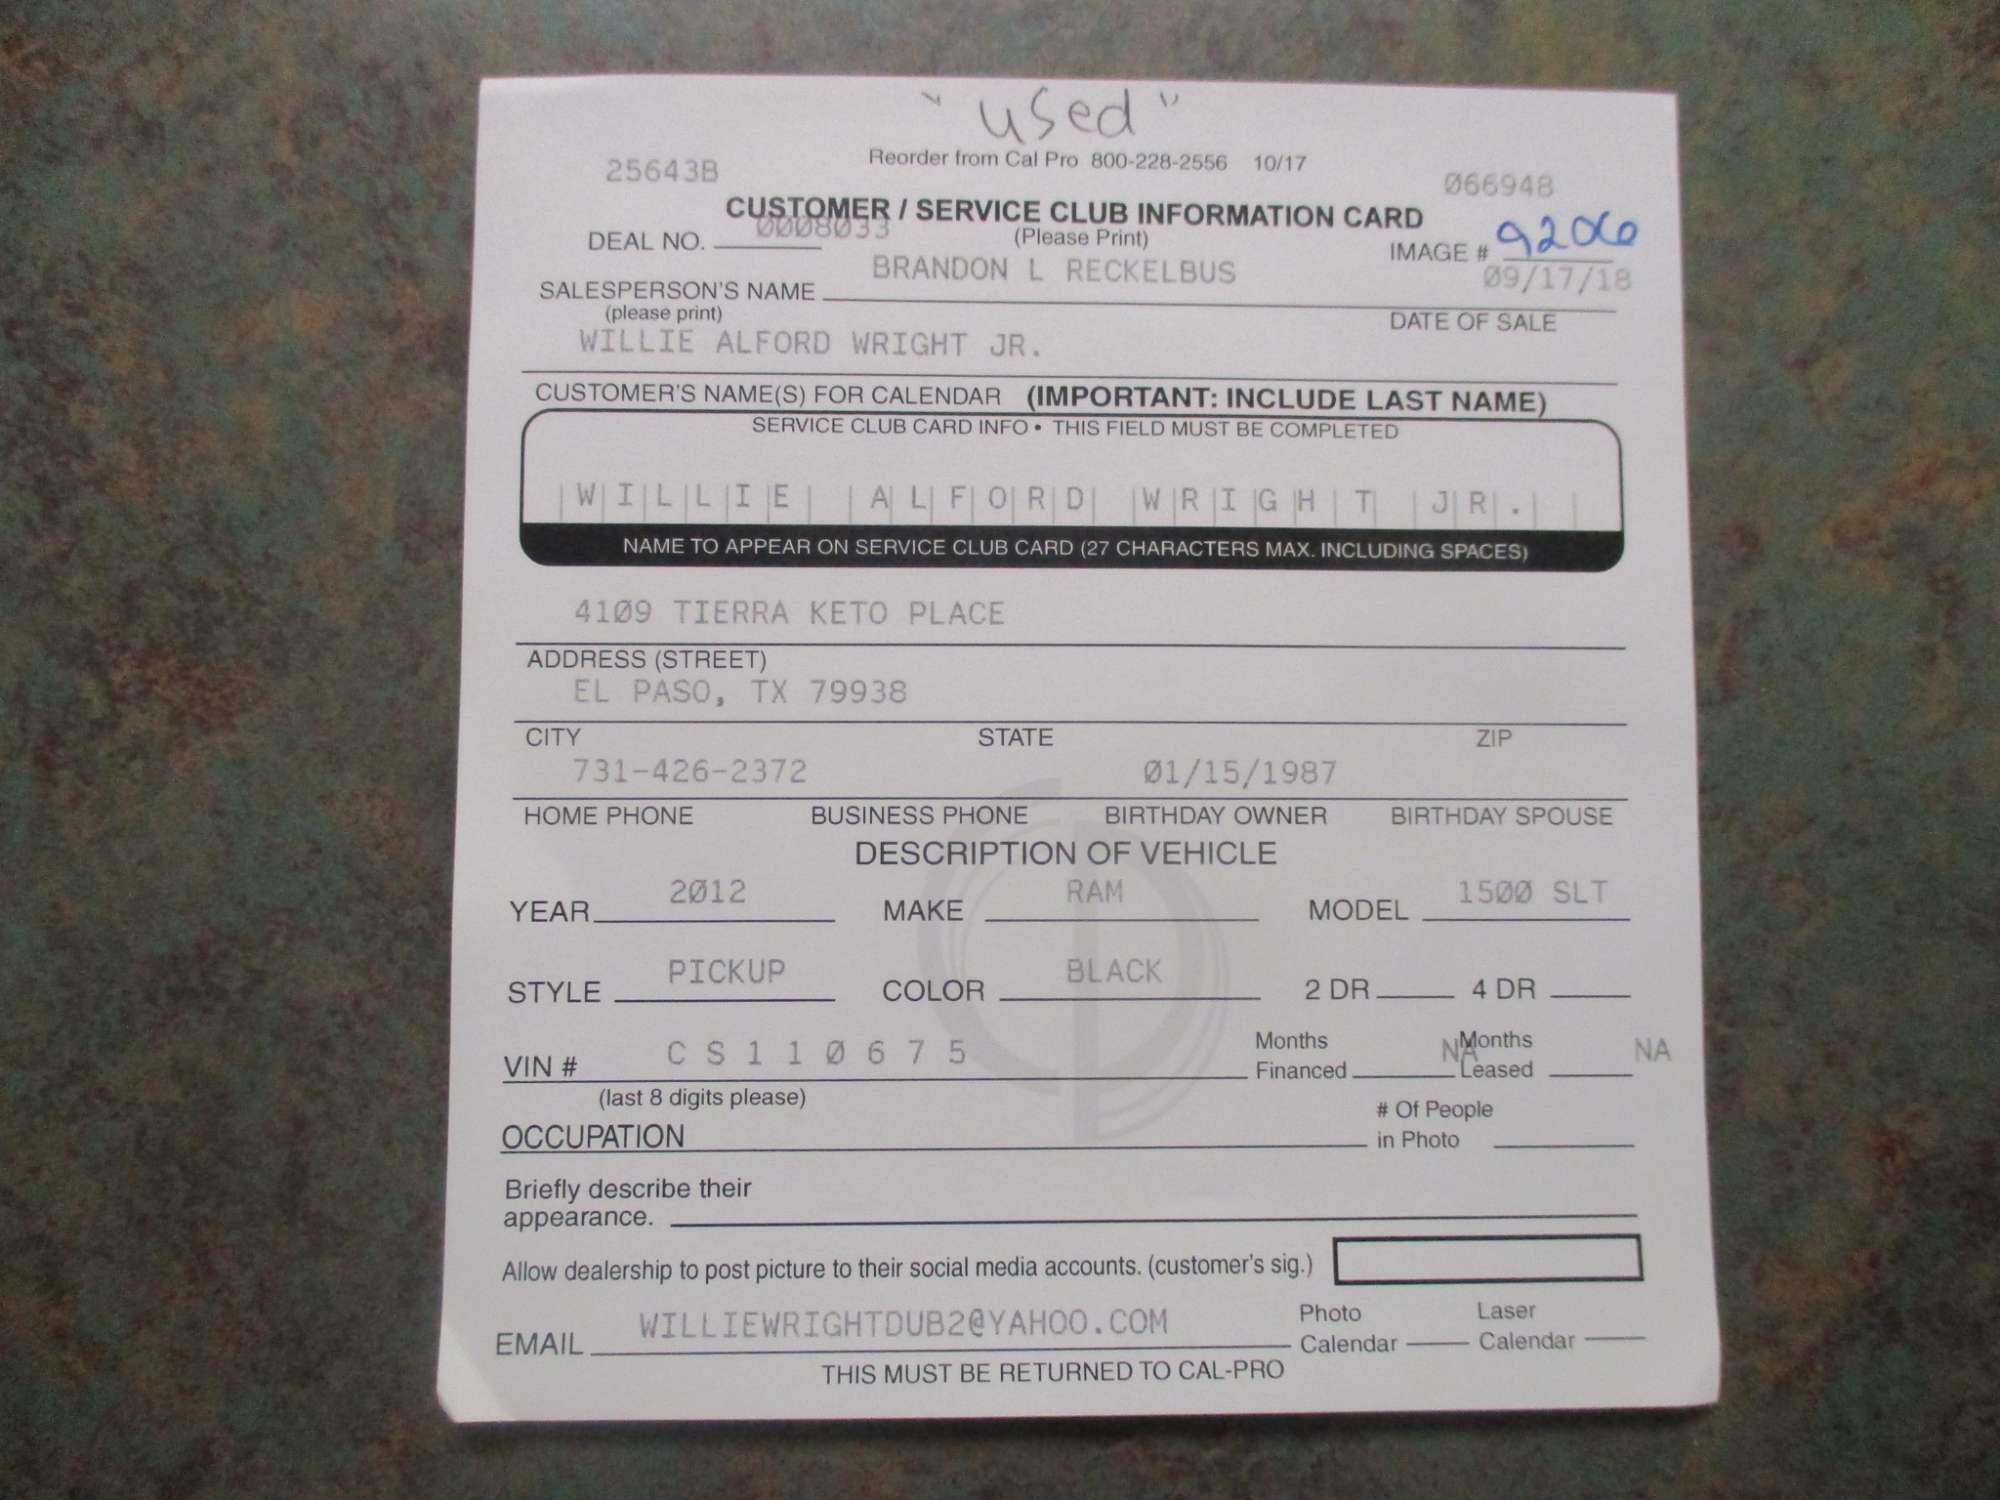 "used"
Reorder from Cal Pro 800-228-2556 10/17
25643B 066948
CUSTOMER / SERVICE CLUB INFORMATION CARD
DEAL NO. 0008033 (Please Print) IMAGE # 9206
SALESPERSON'S NAME BRANDON L RECKELBUS 09/17/18
(please print) DATE OF SALE
WILLIE ALFORD WRIGHT JR.
CUSTOMER'S NAME(S) FOR CALENDAR (IMPORTANT: INCLUDE LAST NAME)
SERVICE CLUB CARD INFO • THIS FIELD MUST BE COMPLETED
WILLIE ALFORD WRIGHT JR.
NAME TO APPEAR ON SERVICE CLUB CARD (27 CHARACTERS MAX. INCLUDING SPACES)
4109 TIERRA KETO PLACE
ADDRESS (STREET)
EL PASO, TX 79938
CITY STATE ZIP
731-426-2372 01/15/1987
HOME PHONE BUSINESS PHONE BIRTHDAY OWNER BIRTHDAY SPOUSE
DESCRIPTION OF VEHICLE
YEAR 2012 MAKE RAM MODEL 1500 SLT
STYLE PICKUP COLOR BLACK 2 DR 4 DR
VIN # C S 1 1 0 6 7 5 Months Financed NA Months Leased NA
(last 8 digits please)
OCCUPATION # Of People in Photo
Briefly describe their
appearance.
Allow dealership to post picture to their social media accounts. (customer's sig.)
EMAIL WILLIEWRIGHTDUB2@YAHOO.COM Photo Calendar Laser Calendar
THIS MUST BE RETURNED TO CAL-PRO